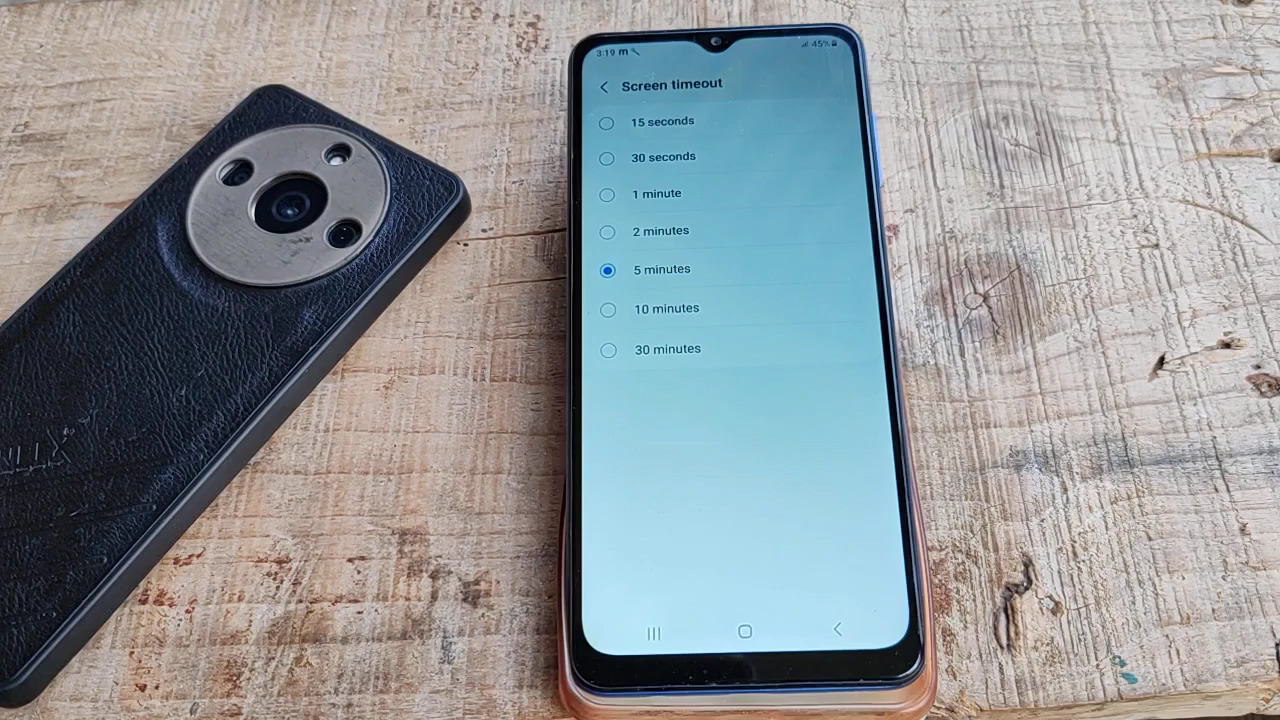 3:19 m
45%
Screen timeout
15 seconds
30 seconds
1 minute
2 minutes
5 minutes
10 minutes
30 minutes